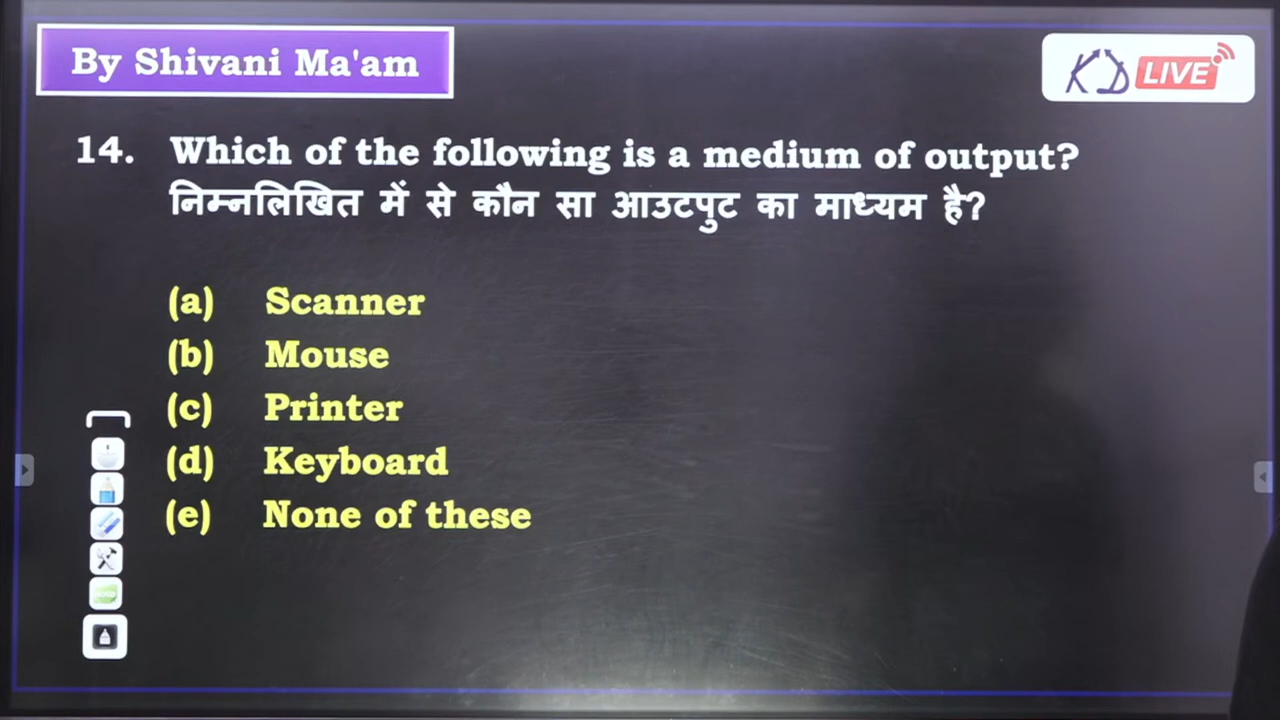 By Shivani Ma'am
KD LIVE
14. Which of the following is a medium of output?
निम्नलिखित में से कौन सा आउटपुट का माध्यम है?
(a) Scanner
(b) Mouse
(c) Printer
(d) Keyboard
(e) None of these